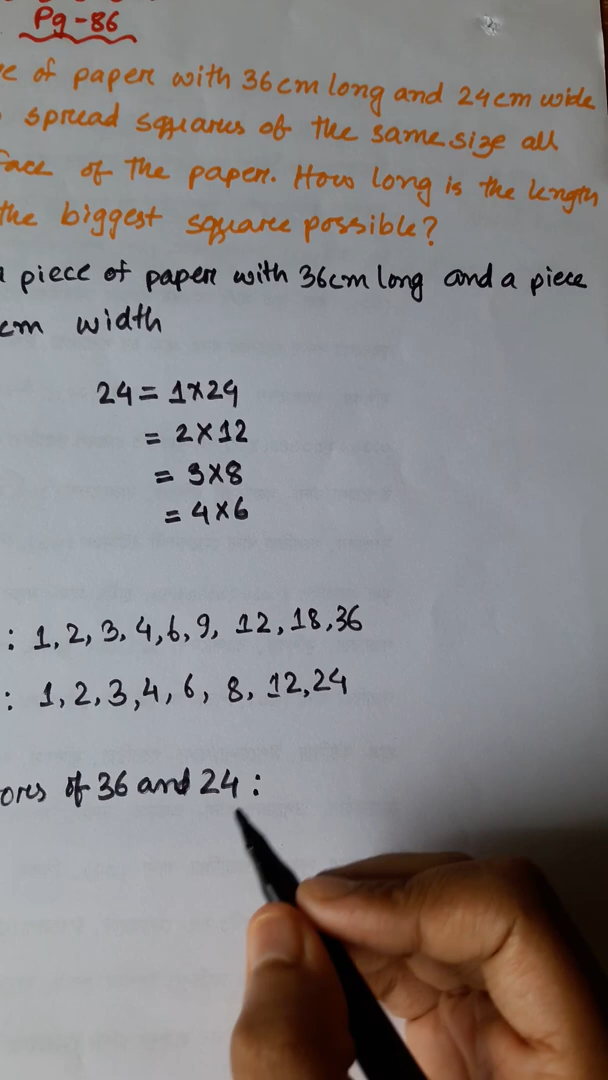 Pg-86
of paper with 36cm long and 24cm wide
spread squares of the same size all
face of the paper. How long is the length
the biggest square possible?
piece of paper with 36cm long and a piece
cm width
24 = 1×24
= 2×12
= 3×8
= 4×6
: 1, 2, 3, 4, 6, 9, 12, 18, 36
: 1, 2, 3, 4, 6, 8, 12, 24
ors of 36 and 24 :